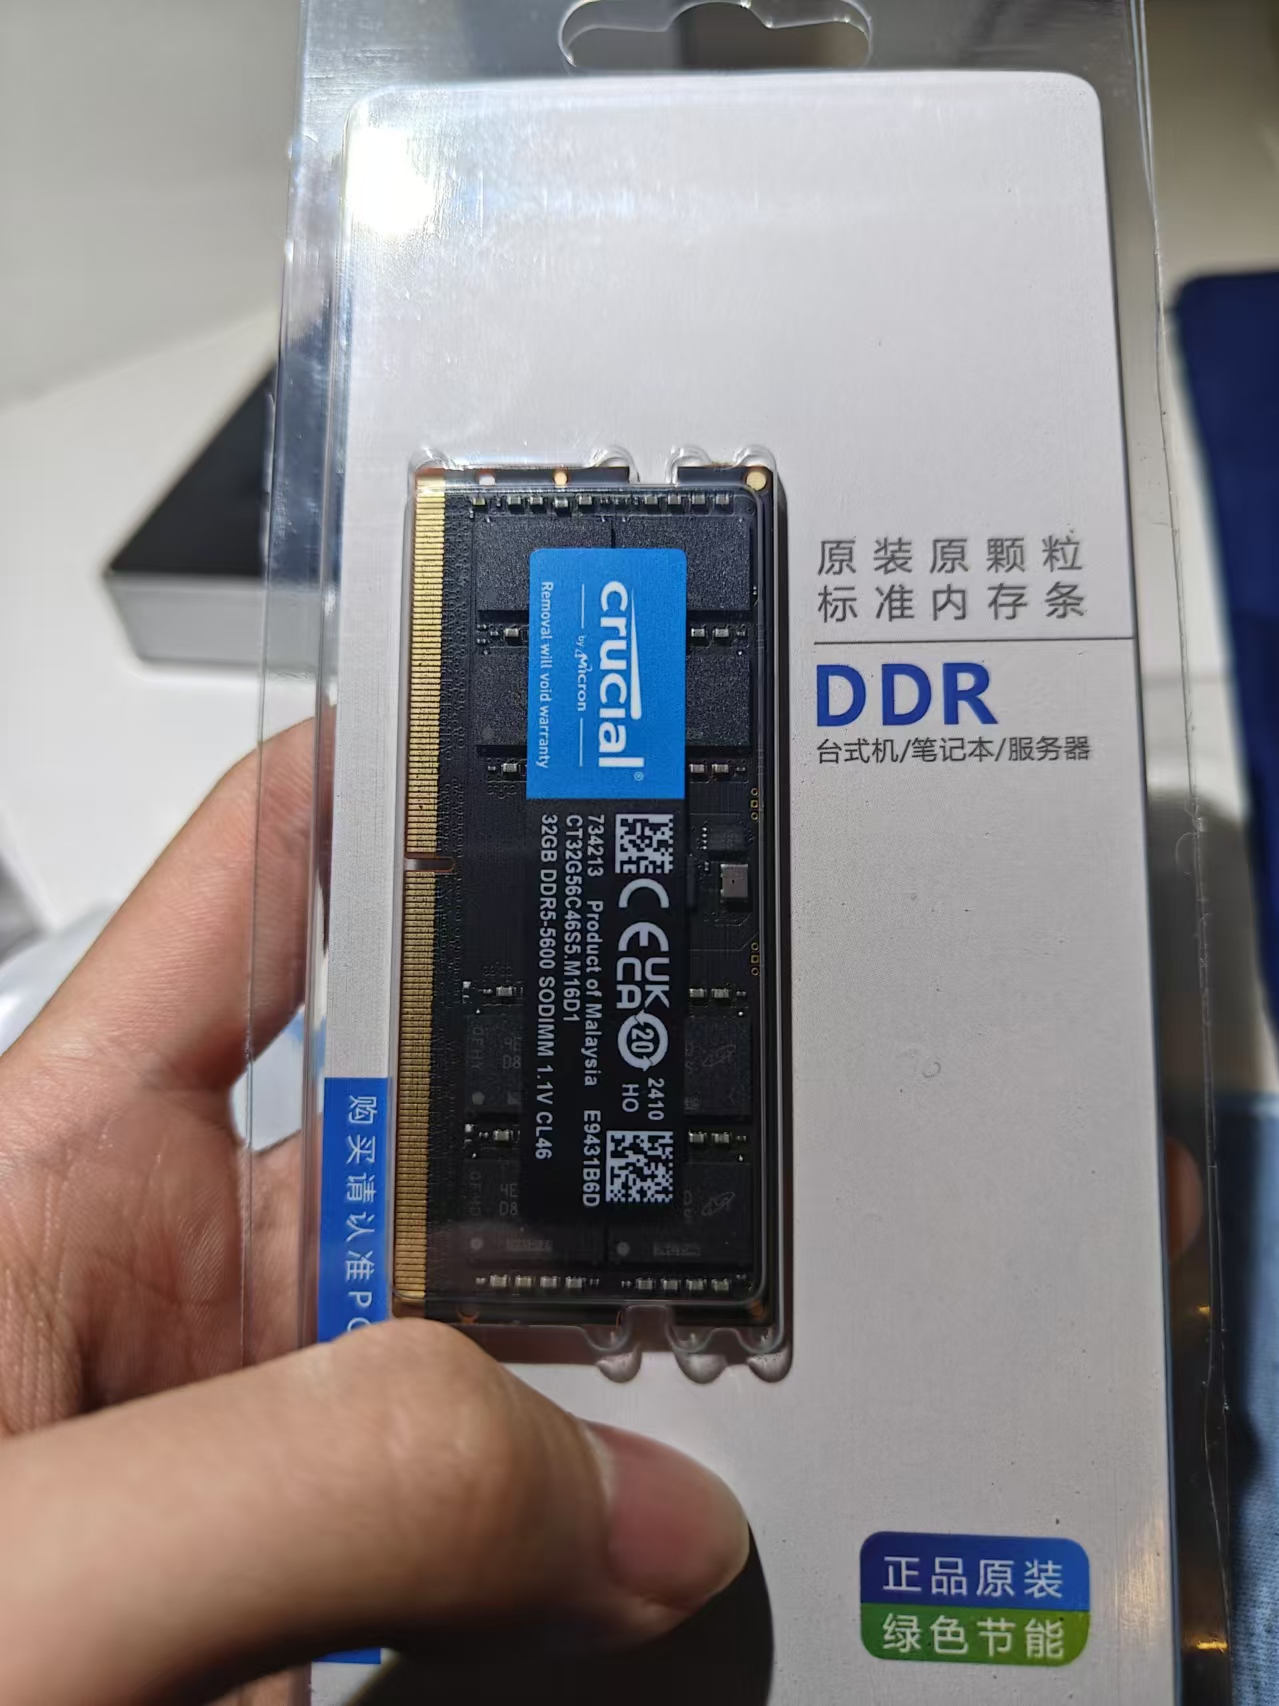 原装原颗粒
标准内存条
DDR
台式机/笔记本/服务器
crucial®
by Micron
Removal will void warranty
CE UK
CA
20
2410
HO
734213 Product of Malaysia E9431B6D
CT32G56C46S5.M16D1
32GB DDR5-5600 SODIMM 1.1V CL46
购买请认准
正品原装
绿色节能